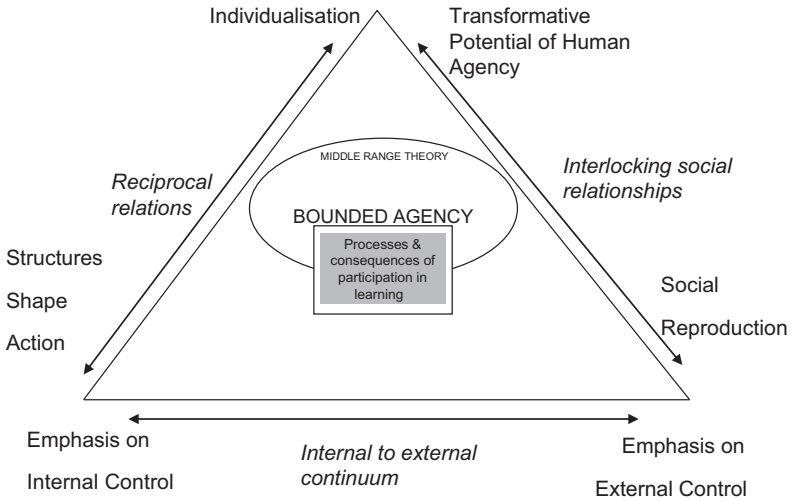 Individualisation
Transformative
Potential of Human
Agency
MIDDLE RANGE THEORY
Reciprocal
relations
Interlocking social
relationships
BOUNDED AGENCY
Processes &
consequences of
participation in
learning
Structures
Shape
Action
Social
Reproduction
Emphasis on
Internal Control
Internal to external
continuum
Emphasis on
External Control